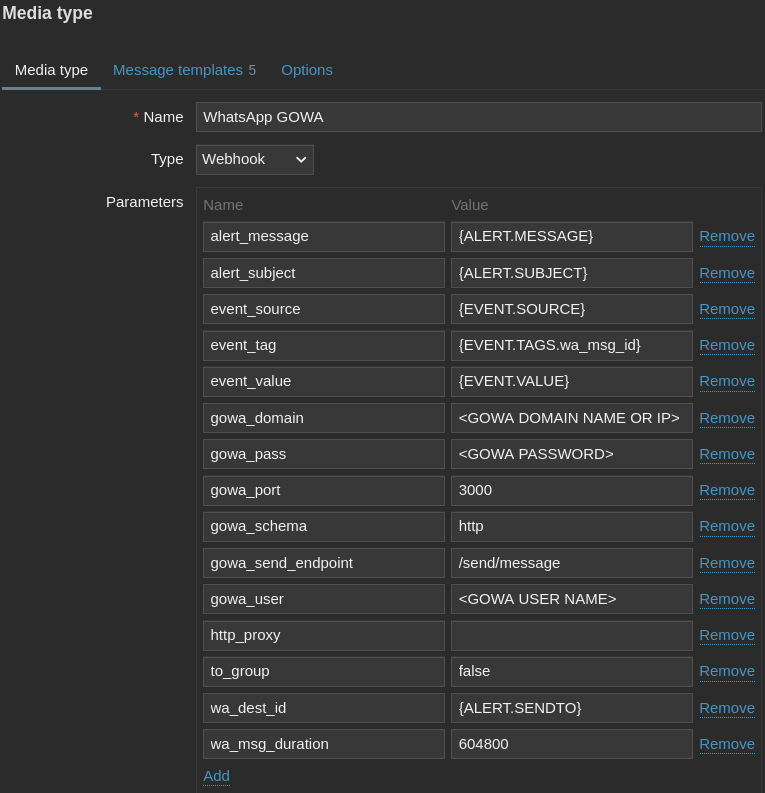 Media type
Media type Message templates 5 Options
* Name WhatsApp GOWA
Type Webhook
Parameters Name Value
alert_message {ALERT.MESSAGE} Remove
alert_subject {ALERT.SUBJECT} Remove
event_source {EVENT.SOURCE} Remove
event_tag {EVENT.TAGS.wa_msg_id} Remove
event_value {EVENT.VALUE} Remove
gowa_domain <GOWA DOMAIN NAME OR IP> Remove
gowa_pass <GOWA PASSWORD> Remove
gowa_port 3000 Remove
gowa_schema http Remove
gowa_send_endpoint /send/message Remove
gowa_user <GOWA USER NAME> Remove
http_proxy Remove
to_group false Remove
wa_dest_id {ALERT.SENDTO} Remove
wa_msg_duration 604800 Remove
Add